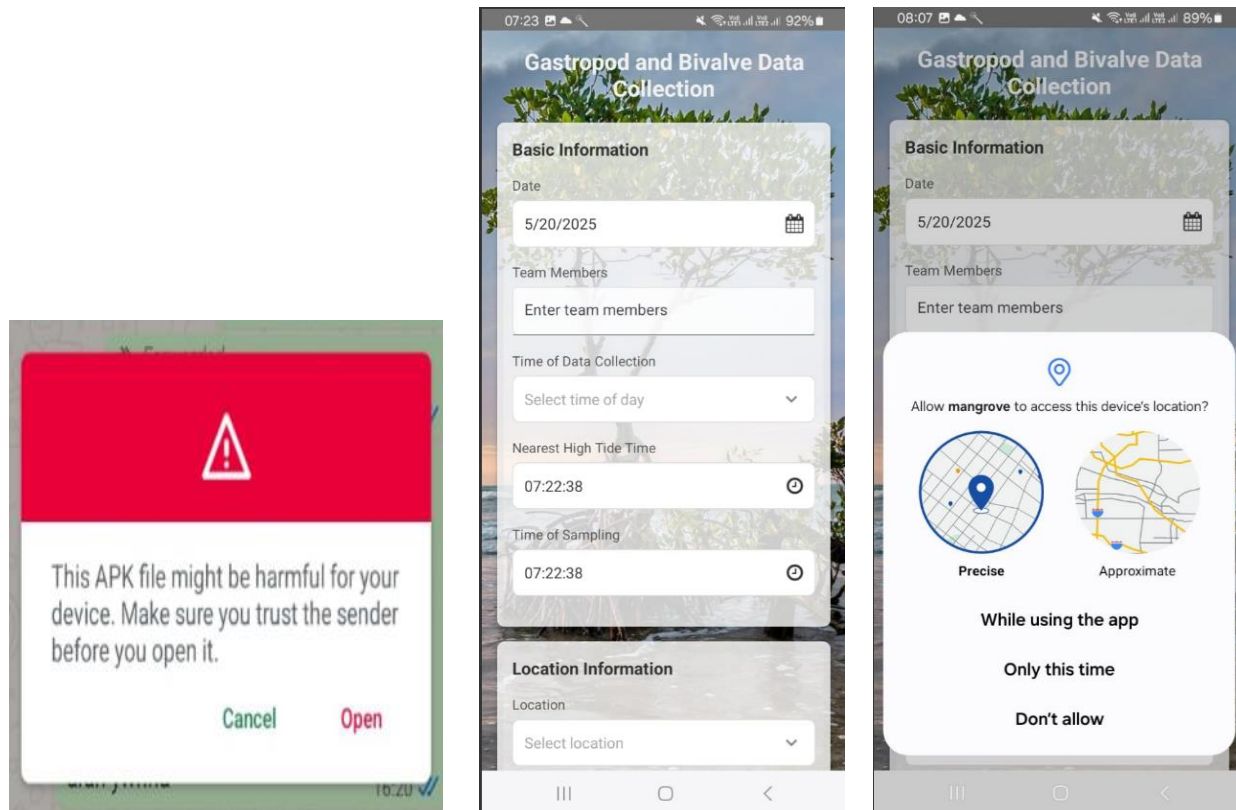 Forwarded
This APK file might be harmful for your
device. Make sure you trust the sender
before you open it.
Cancel Open
16:20
07:23 92%
Gastropod and Bivalve Data
Collection
Basic Information
Date
5/20/2025
Team Members
Enter team members
Time of Data Collection
Select time of day
Nearest High Tide Time
07:22:38
Time of Sampling
07:22:38
Location Information
Location
Select location
08:07 89%
Gastropod and Bivalve Data
Collection
Basic Information
Date
5/20/2025
Team Members
Enter team members
Allow mangrove to access this device's location?
Precise Approximate
While using the app
Only this time
Don't allow